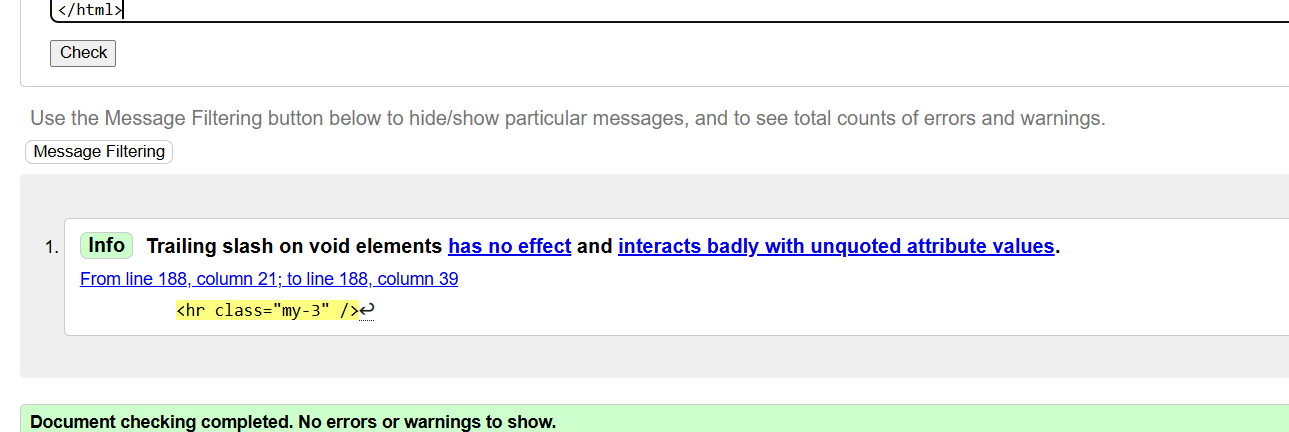 </html>
Check
Use the Message Filtering button below to hide/show particular messages, and to see total counts of errors and warnings.
Message Filtering
1. Info Trailing slash on void elements has no effect and interacts badly with unquoted attribute values.
From line 188, column 21; to line 188, column 39
<hr class="my-3" />↩
Document checking completed. No errors or warnings to show.